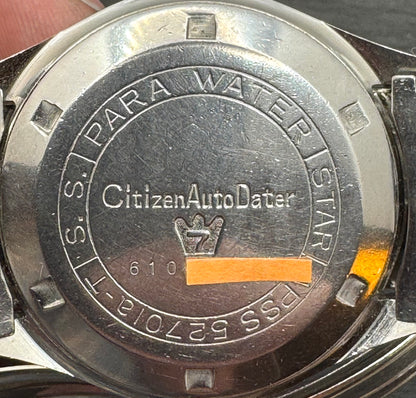 S. S. PARA WATER STAR
CitizenAutoDater
7
610
PSS 52701a-T